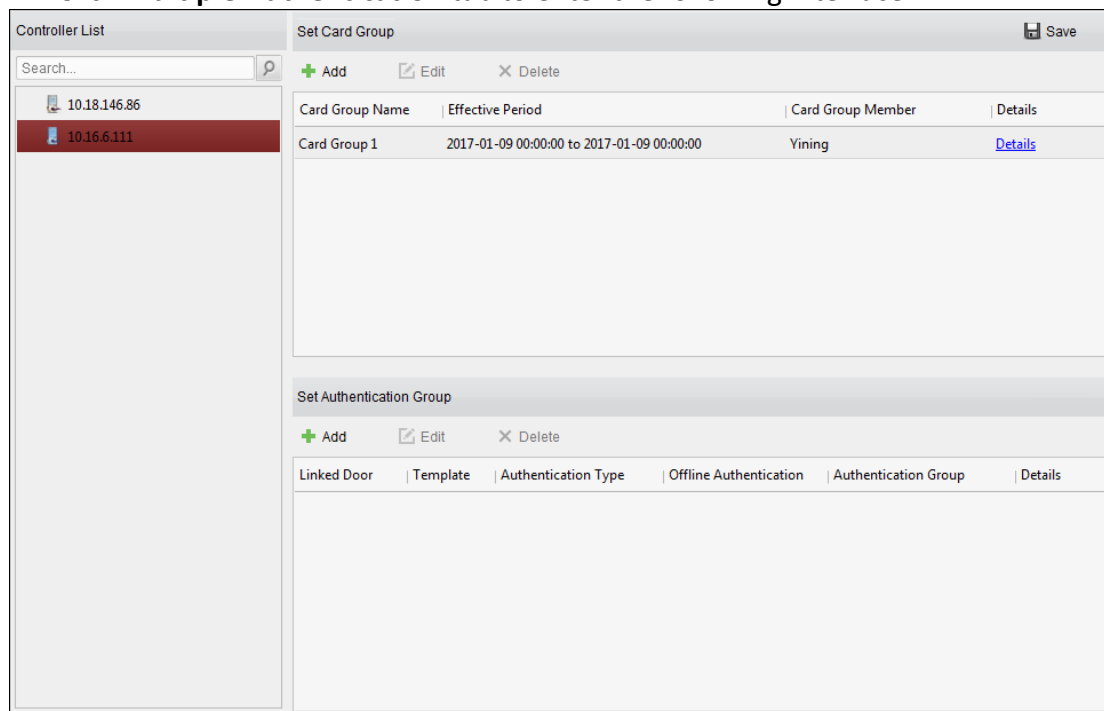 Controller List
Search...
10.18.146.86
10.16.6.111
Set Card Group
Save
Add Edit Delete
Card Group Name Effective Period Card Group Member Details
Card Group 1 2017-01-09 00:00:00 to 2017-01-09 00:00:00 Yining Details
Set Authentication Group
Add Edit Delete
Linked Door Template Authentication Type Offline Authentication Authentication Group Details